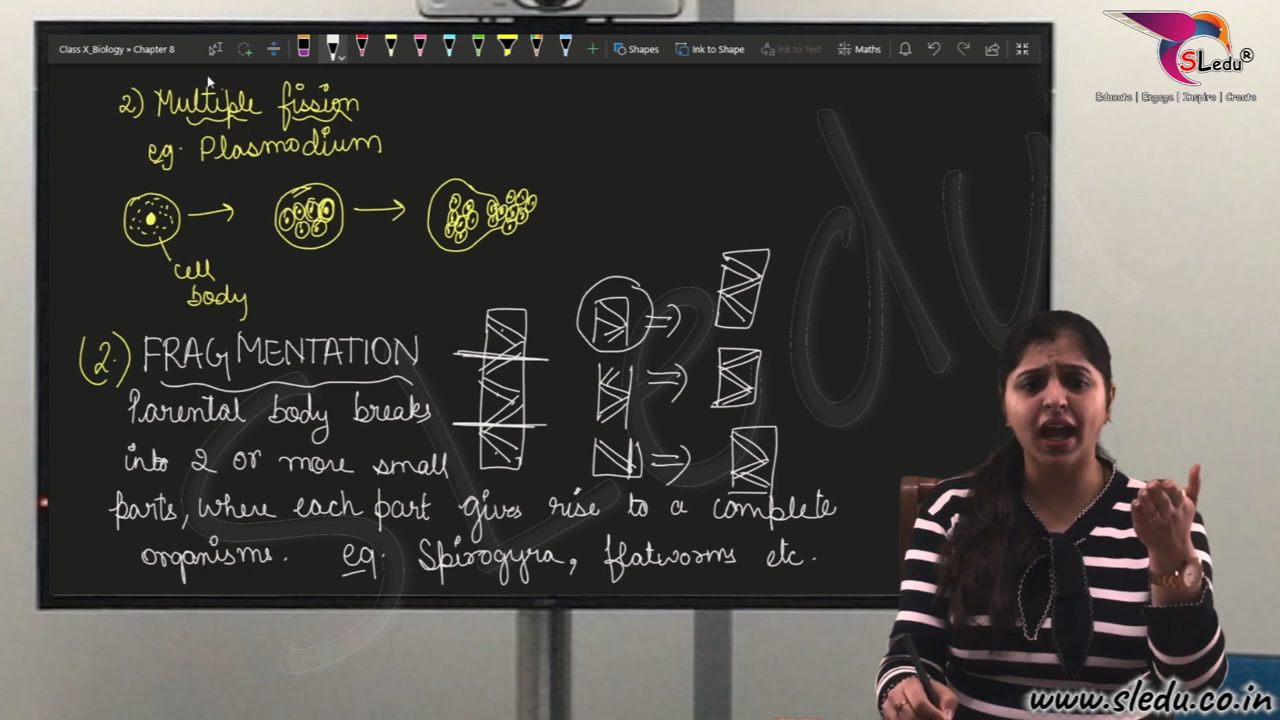 Class X_Biology » Chapter 8
Shapes
Ink to Shape
Ink to Text
Maths
SLedu®
Educate | Engage | Inspire | Create
2) Multiple fission
eg. Plasmodium
cell
body
(2.) FRAGMENTATION
Parental body breaks
into 2 or more small
parts, where each part gives rise to a complete
organisms. eg. Spirogyra, flatworms etc.
SLedu
www.sledu.co.in